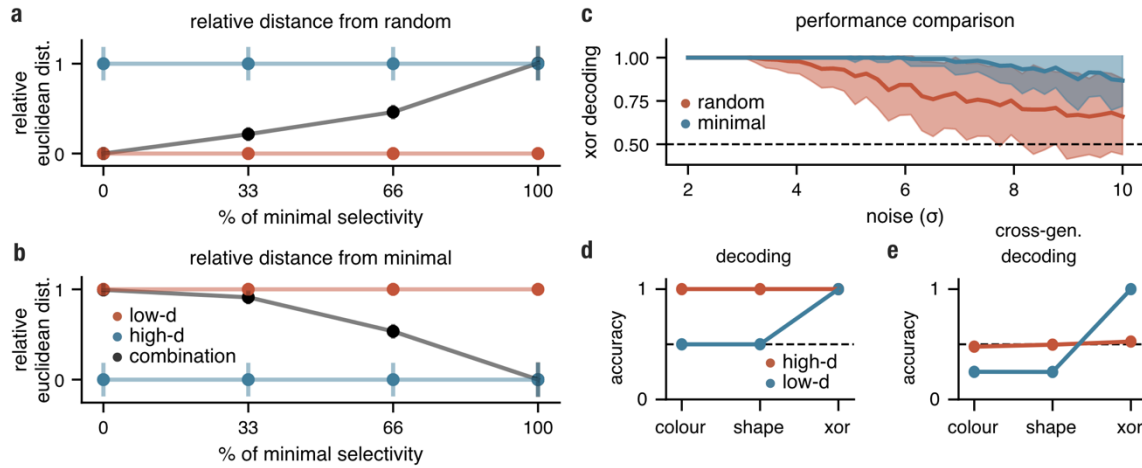 a
relative distance from random
relative
euclidean dist.
1
0
0
33
66
100
% of minimal selectivity
b
relative distance from minimal
relative
euclidean dist.
1
0
low-d
high-d
combination
0
33
66
100
% of minimal selectivity
c
performance comparison
xor decoding
1.00
0.75
0.50
random
minimal
2
4
6
8
10
noise (σ)
d
decoding
accuracy
1
0
high-d
low-d
colour
shape
xor
e
cross-gen.
decoding
accuracy
1
0
colour
shape
xor